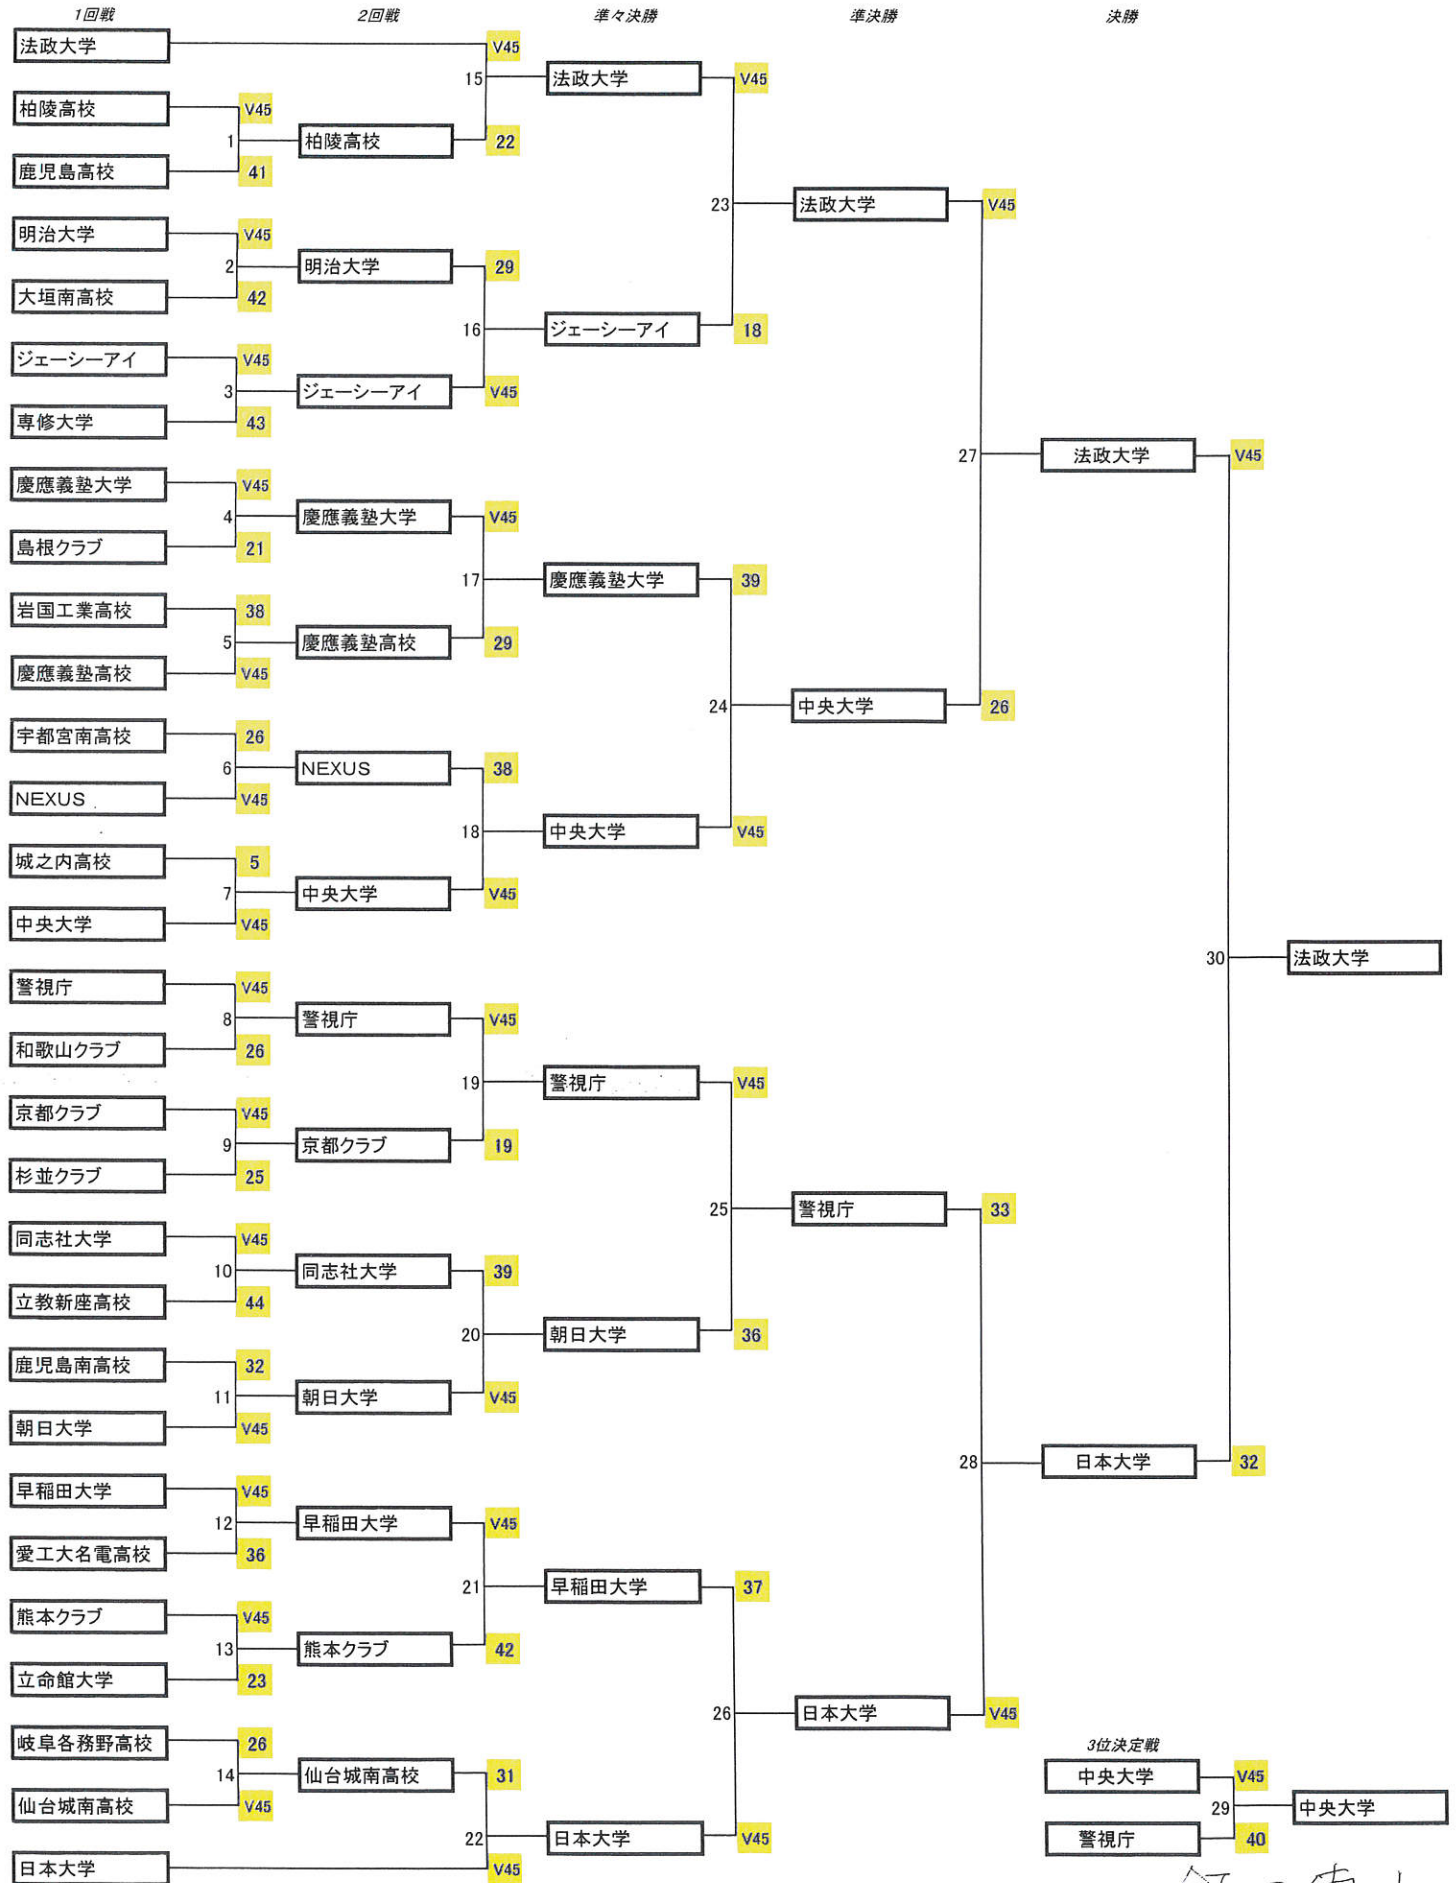 1回戦 2回戦 準々決勝 準決勝 決勝
法政大学 V45
15 法政大学 V45
柏陵高校 V45
1 柏陵高校 22
鹿児島高校 41
23 法政大学 V45
明治大学 V45
2 明治大学 29
大垣南高校 42
16 ジェーシーアイ 18
ジェーシーアイ V45
3 ジェーシーアイ V45
専修大学 43
27 法政大学 V45
慶應義塾大学 V45
4 慶應義塾大学 V45
島根クラブ 21
17 慶應義塾大学 39
岩国工業高校 38
5 慶應義塾高校 29
慶應義塾高校 V45
24 中央大学 26
宇都宮南高校 26
6 NEXUS 38
NEXUS V45
18 中央大学 V45
城之内高校 5
7 中央大学 V45
中央大学 V45
30 法政大学
警視庁 V45
8 警視庁 V45
和歌山クラブ 26
19 警視庁 V45
京都クラブ V45
9 京都クラブ 19
杉並クラブ 25
25 警視庁 33
同志社大学 V45
10 同志社大学 39
立教新座高校 44
20 朝日大学 36
鹿児島南高校 32
11 朝日大学 V45
朝日大学 V45
28 日本大学 32
早稲田大学 V45
12 早稲田大学 V45
愛工大名電高校 36
21 早稲田大学 37
熊本クラブ V45
13 熊本クラブ 42
立命館大学 23
26 日本大学 V45
岐阜各務野高校 26
14 仙台城南高校 31
仙台城南高校 V45
22 日本大学 V45
日本大学 V45
3位決定戦
中央大学 V45
29 中央大学
警視庁 40